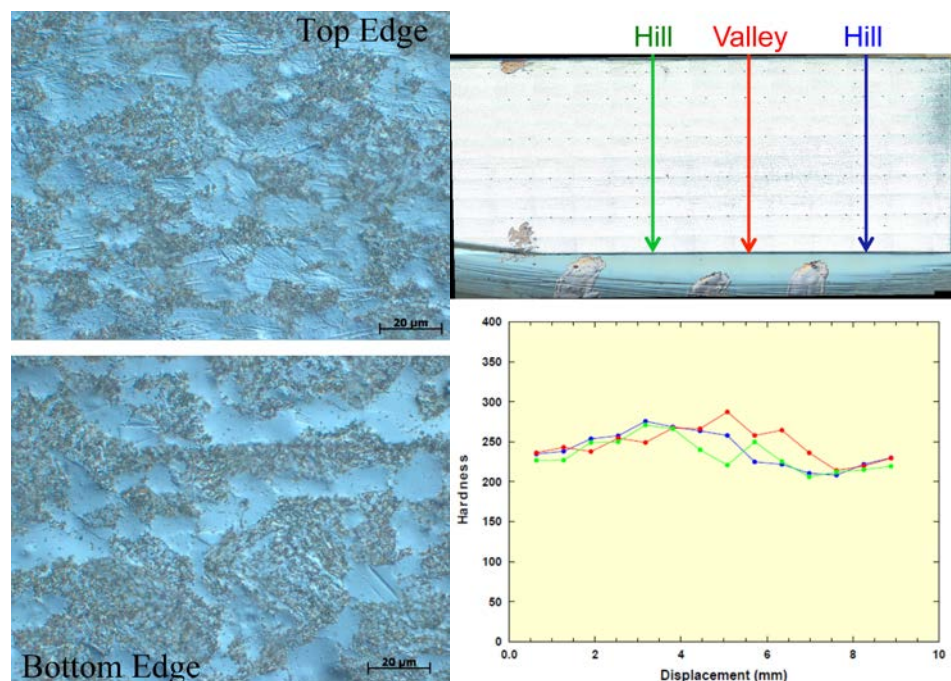 Top Edge
20 µm
Bottom Edge
20 µm
Hill Valley Hill
400
350
300
250
200
150
100
50
0
Hardness
0.0 2 4 6 8 10
Displacement (mm)